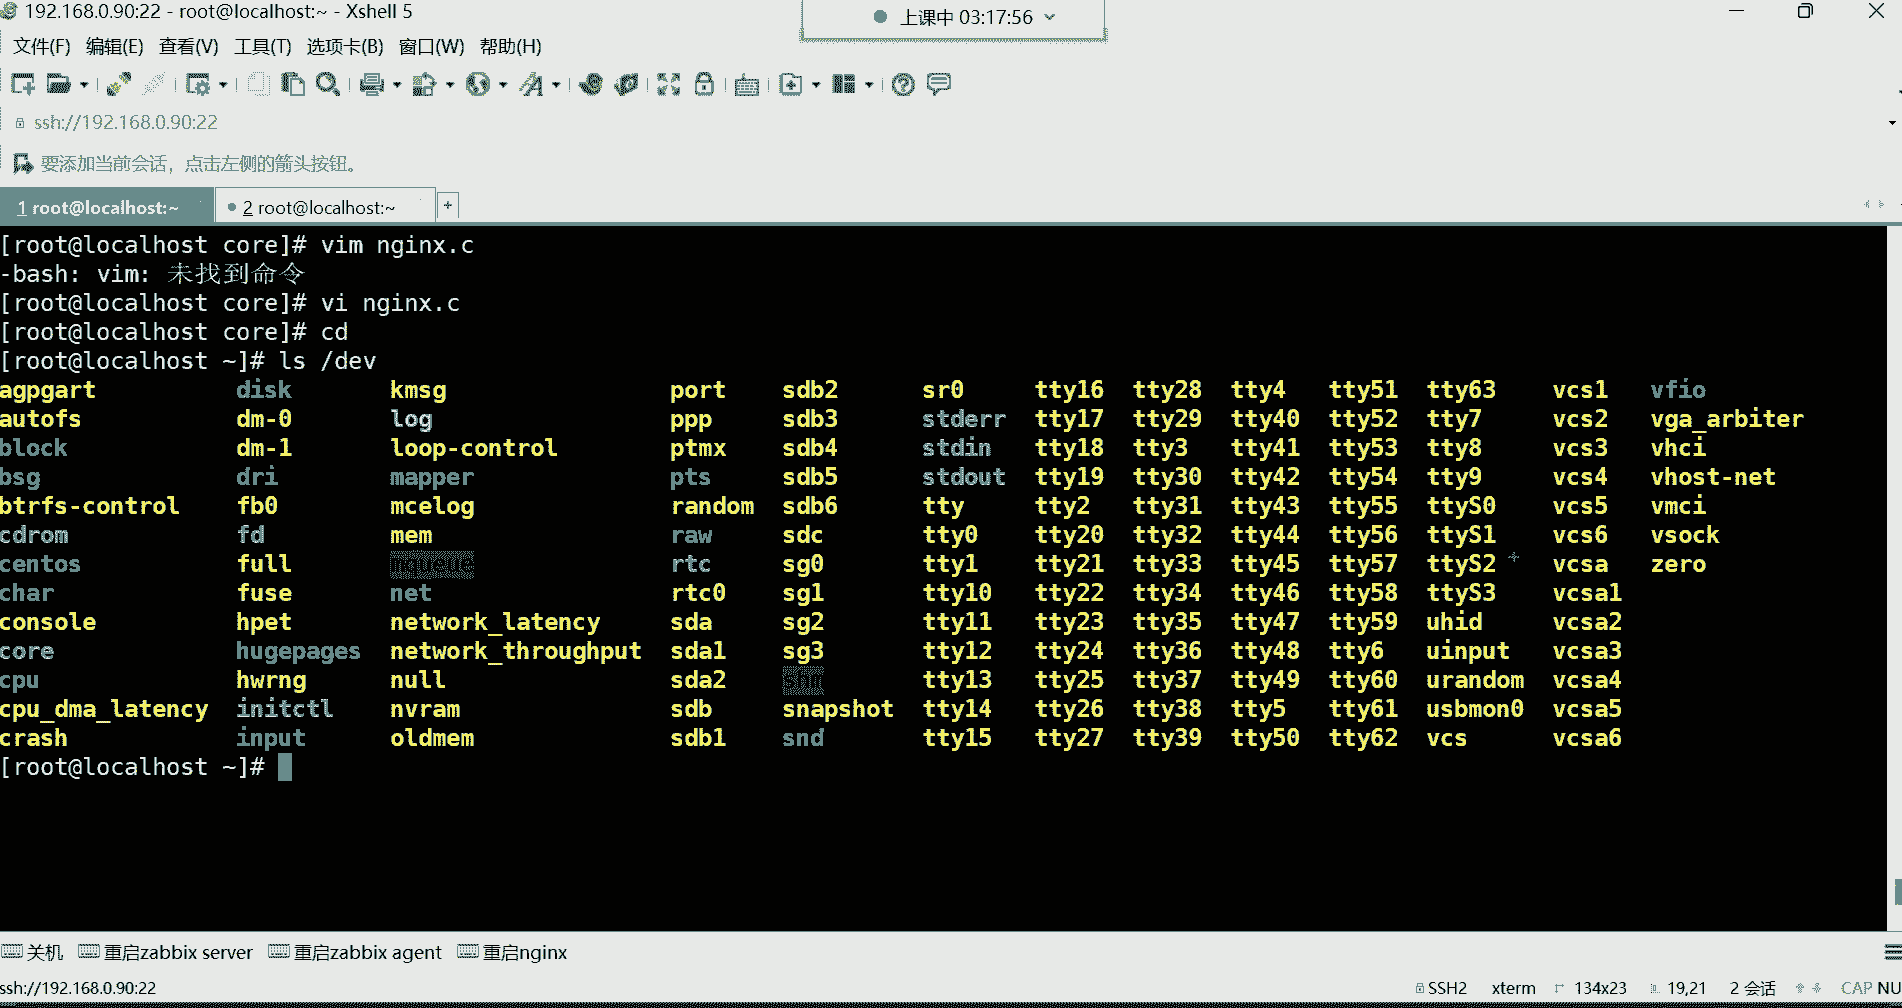 192.168.0.90:22 - root@localhost:~ - Xshell 5
上课中 03:17:56
文件(F) 编辑(E) 查看(V) 工具(T) 选项卡(B) 窗口(W) 帮助(H)
ssh://192.168.0.90:22
要添加当前会话，点击左侧的箭头按钮。
1 root@localhost:~ 2 root@localhost:~ +
[root@localhost core]# vim nginx.c
-bash: vim: 未找到命令
[root@localhost core]# vi nginx.c
[root@localhost core]# cd
[root@localhost ~]# ls /dev
agpgart disk kmsg port sdb2 sr0 tty16 tty28 tty4 tty51 tty63 vcs1 vfio
autofs dm-0 log ppp sdb3 stderr tty17 tty29 tty40 tty52 tty7 vcs2 vga_arbiter
block dm-1 loop-control ptmx sdb4 stdin tty18 tty3 tty41 tty53 tty8 vcs3 vhci
bsg dri mapper pts sdb5 stdout tty19 tty30 tty42 tty54 tty9 vcs4 vhost-net
btrfs-control fb0 mcelog random sdb6 tty tty2 tty31 tty43 tty55 ttyS0 vcs5 vmci
cdrom fd mem raw sdc tty0 tty20 tty32 tty44 tty56 ttyS1 vcs6 vsock
centos full mqueue rtc sg0 tty1 tty21 tty33 tty45 tty57 ttyS2 vcsa zero
char fuse net rtc0 sg1 tty10 tty22 tty34 tty46 tty58 ttyS3 vcsa1
console hpet network_latency sda sg2 tty11 tty23 tty35 tty47 tty59 uhid vcsa2
core hugepages network_throughput sda1 sg3 tty12 tty24 tty36 tty48 tty6 uinput vcsa3
cpu hwrng null sda2 shm tty13 tty25 tty37 tty49 tty60 urandom vcsa4
cpu_dma_latency initctl nvram sdb snapshot tty14 tty26 tty38 tty5 tty61 usbmon0 vcsa5
crash input oldmem sdb1 snd tty15 tty27 tty39 tty50 tty62 vcs vcsa6
[root@localhost ~]#
关机 重启zabbix server 重启zabbix agent 重启nginx
ssh://192.168.0.90:22 SSH2 xterm 134x23 19,21 2 会话 CAP NU